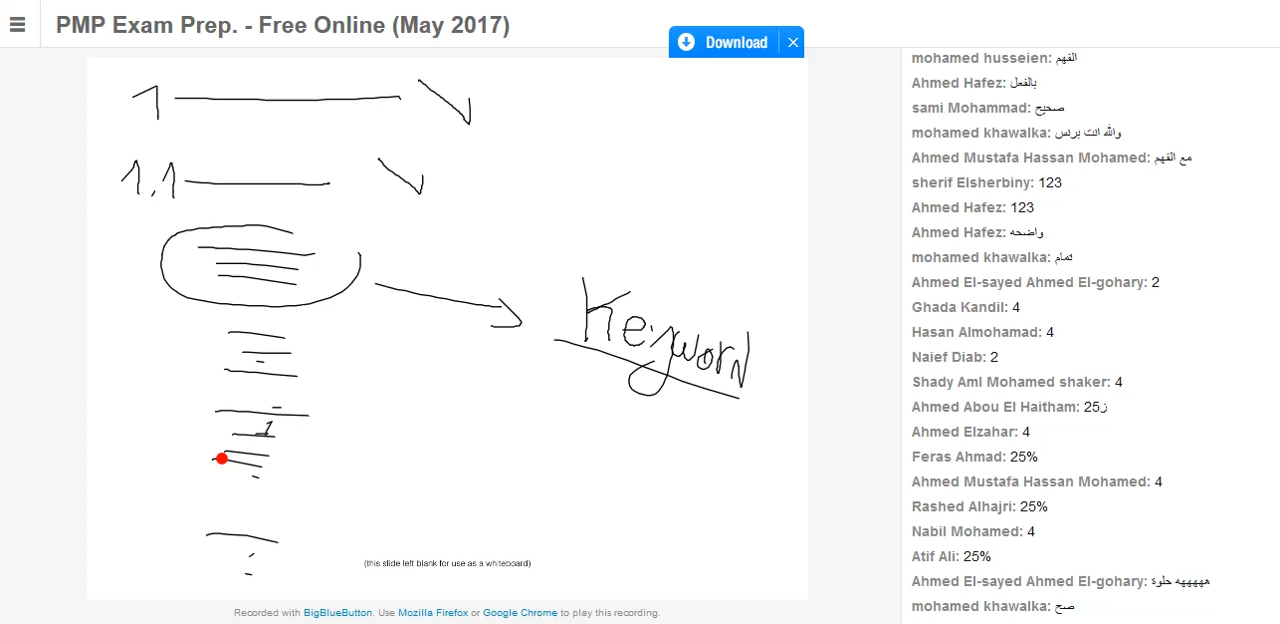 PMP Exam Prep. - Free Online (May 2017)
Download
1
1.1
Keyword
1
(this slide left blank for use as a whiteboard)
Recorded with BigBlueButton. Use Mozilla Firefox or Google Chrome to play this recording.
mohamed husseien: الفهم
Ahmed Hafez: بالفعل
sami Mohammad: صحيح
mohamed khawalka: والله انت برنس
Ahmed Mustafa Hassan Mohamed: مع الفهم
sherif Elsherbiny: 123
Ahmed Hafez: 123
Ahmed Hafez: واضحه
mohamed khawalka: تمام
Ahmed El-sayed Ahmed El-gohary: 2
Ghada Kandil: 4
Hasan Almohamad: 4
Naief Diab: 2
Shady Aml Mohamed shaker: 4
Ahmed Abou El Haitham: 25ز
Ahmed Elzahar: 4
Feras Ahmad: 25%
Ahmed Mustafa Hassan Mohamed: 4
Rashed Alhajri: 25%
Nabil Mohamed: 4
Atif Ali: 25%
Ahmed El-sayed Ahmed El-gohary: هههههه حلوة
mohamed khawalka: صح